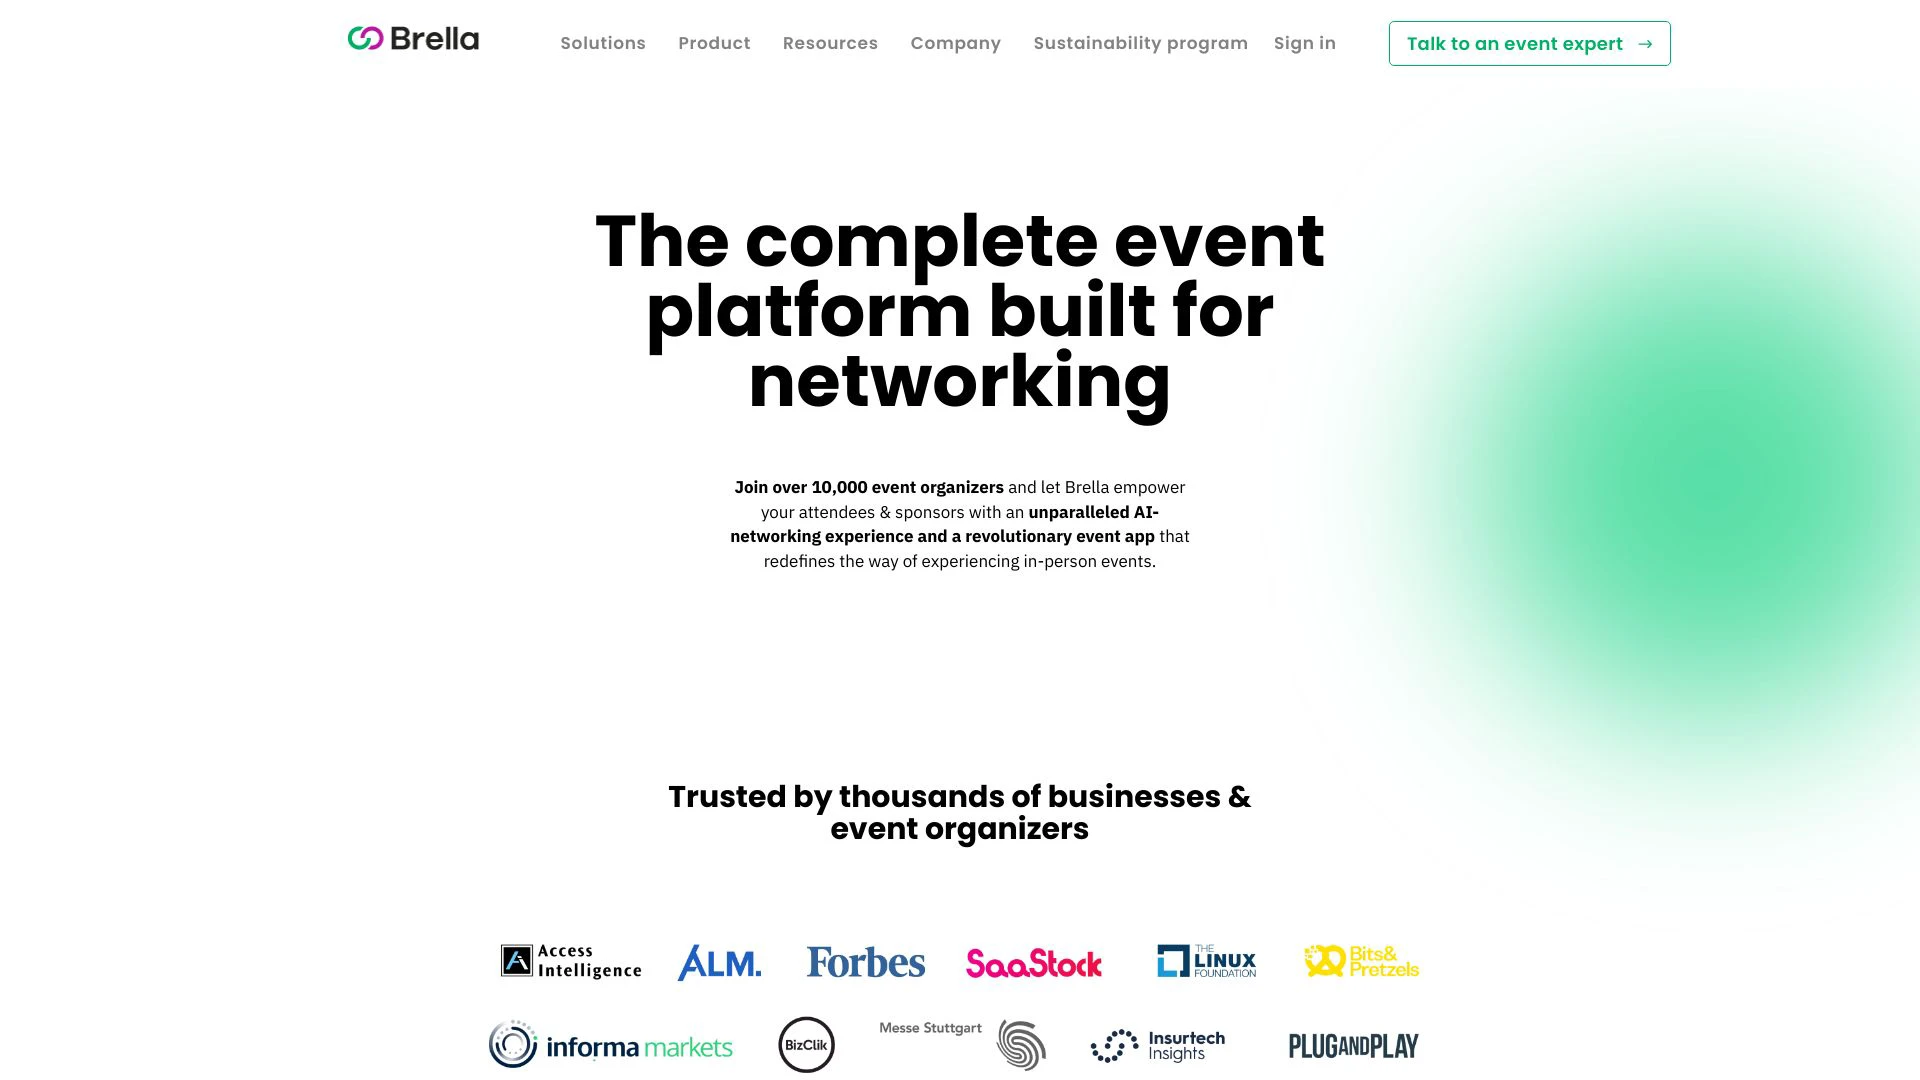 Brella
Solutions Product Resources Company Sustainability program Sign in Talk to an event expert →
The complete event
platform built for
networking
Join over 10,000 event organizers and let Brella empower
your attendees & sponsors with an unparalleled AI-
networking experience and a revolutionary event app that
redefines the way of experiencing in-person events.
Trusted by thousands of businesses &
event organizers
Access
Intelligence
ALM.
Forbes
SaaStock
THE
LINUX
FOUNDATION
Bits&
Pretzels
informa markets
BizClik
Messe Stuttgart
Insurtech
Insights
PLUGANDPLAY